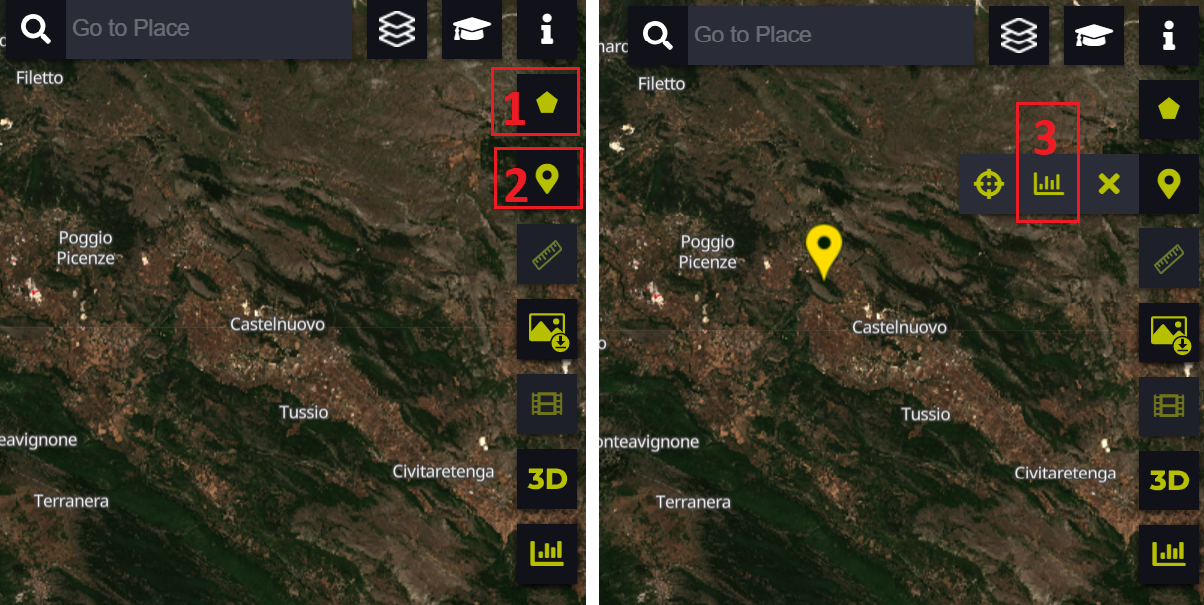 Go to Place
Filetto
1
2
Poggio
Picenze
Castelnuovo
Tussio
eavignone
Civitaretenga
Terranera
3D
Go to Place
nard
Filetto
3
Poggio
Picenze
Castelnuovo
o
Tussio
onteavignone
Civitaretenga
Terranera
3D